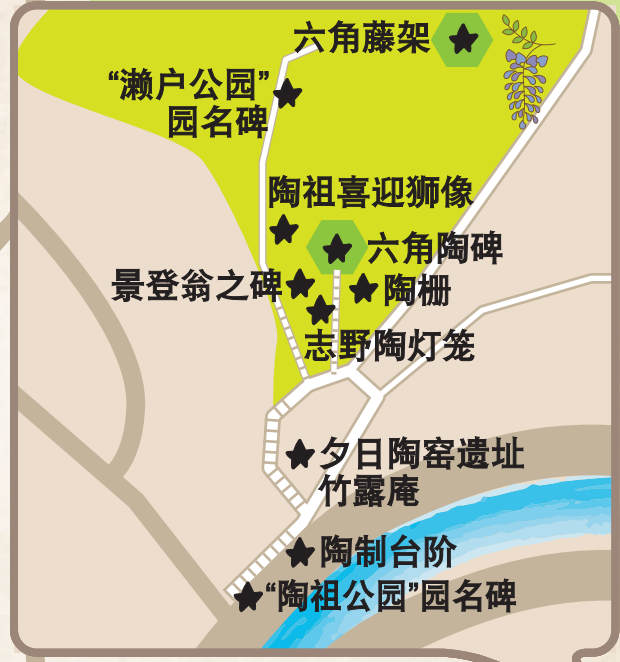 六角藤架
“濑户公园”
园名碑
陶祖喜迎狮像
六角陶碑
景登翁之碑
陶栅
志野陶灯笼
夕日陶窑遗址
竹露庵
陶制台阶
“陶祖公园”园名碑